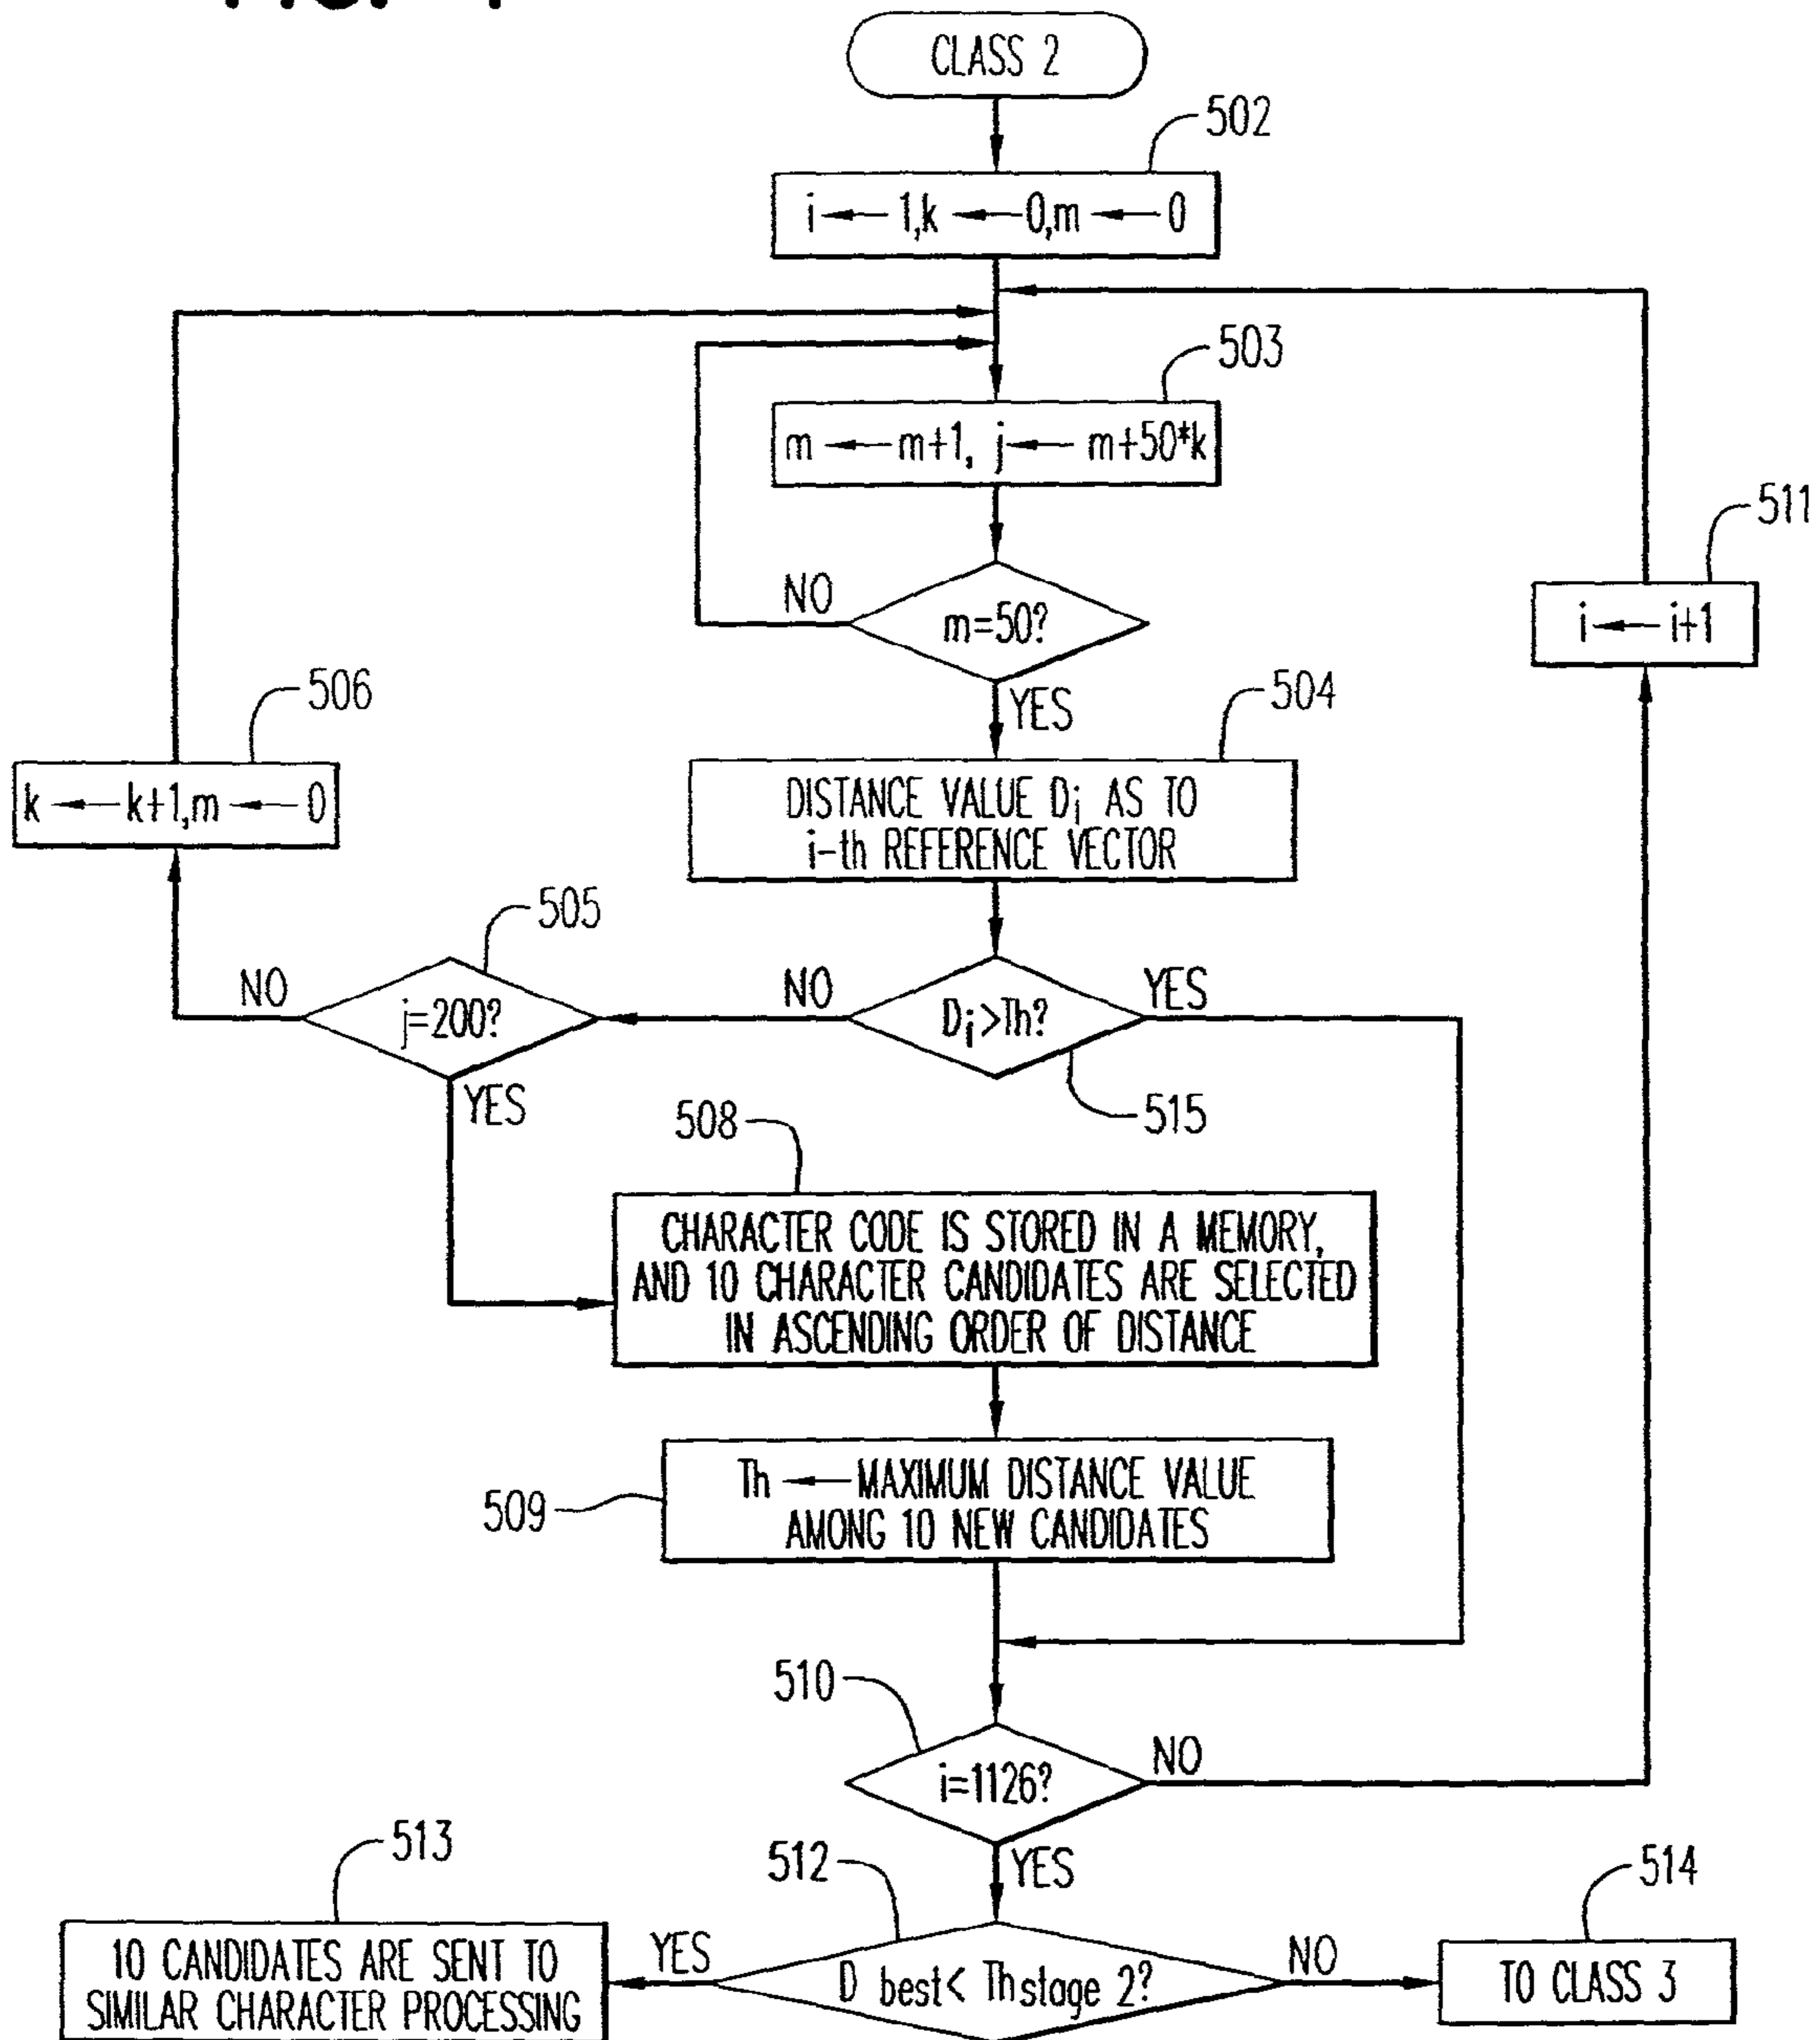 CLASS 2
502
i ← 1,k ← 0,m ← 0
503
m ← m+1, j ← m+50*k
511
i ← i+1
NO
m=50?
YES
504
506
k ← k+1,m ← 0
DISTANCE VALUE Di AS TO
i-th REFERENCE VECTOR
505
NO
j=200?
NO
Di>Th?
YES
YES
515
508
CHARACTER CODE IS STORED IN A MEMORY,
AND 10 CHARACTER CANDIDATES ARE SELECTED
IN ASCENDING ORDER OF DISTANCE
Th ← MAXIMUM DISTANCE VALUE
AMONG 10 NEW CANDIDATES
509
510
i=1126?
NO
YES
513
512
514
10 CANDIDATES ARE SENT TO
SIMILAR CHARACTER PROCESSING
YES
D best< Th stage 2?
NO
TO CLASS 3